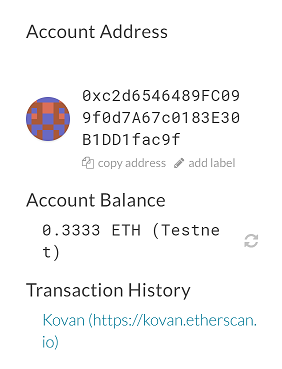 Account Address
0xc2d6546489FC09
9f0d7A67c0183E30
B1DD1fac9f
copy address add label
Account Balance
0.3333 ETH (Testne
t)
Transaction History
Kovan (https://kovan.etherscan.
io)